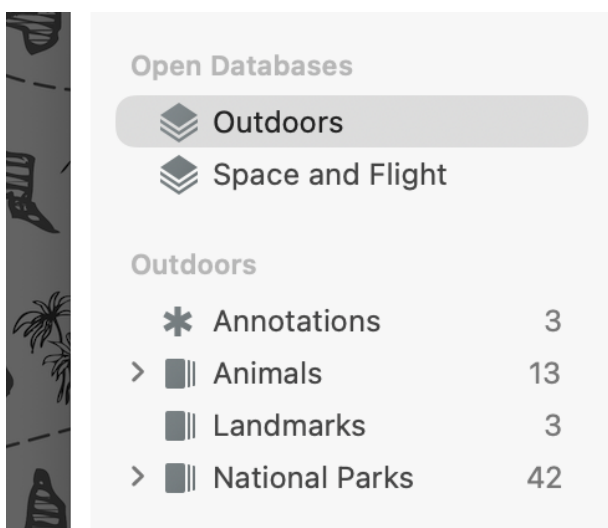 Open Databases
Outdoors
Space and Flight
Outdoors
Annotations 3
Animals 13
Landmarks 3
National Parks 42